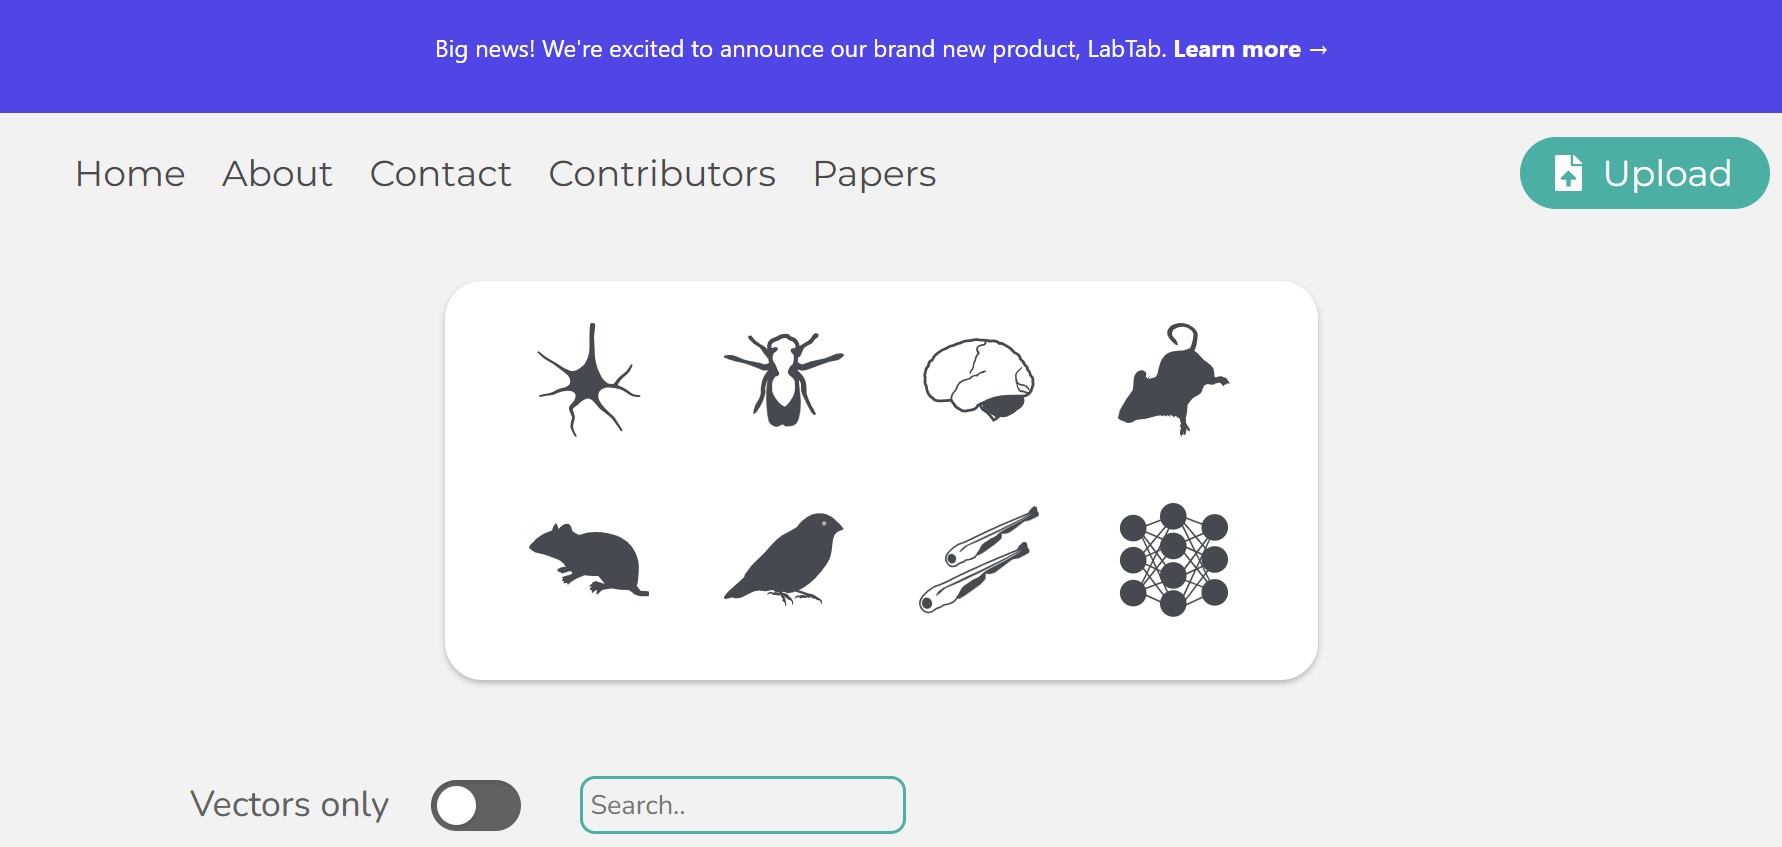 Big news! We're excited to announce our brand new product, LabTab. Learn more →
Home About Contact Contributors Papers Upload
Vectors only Search..